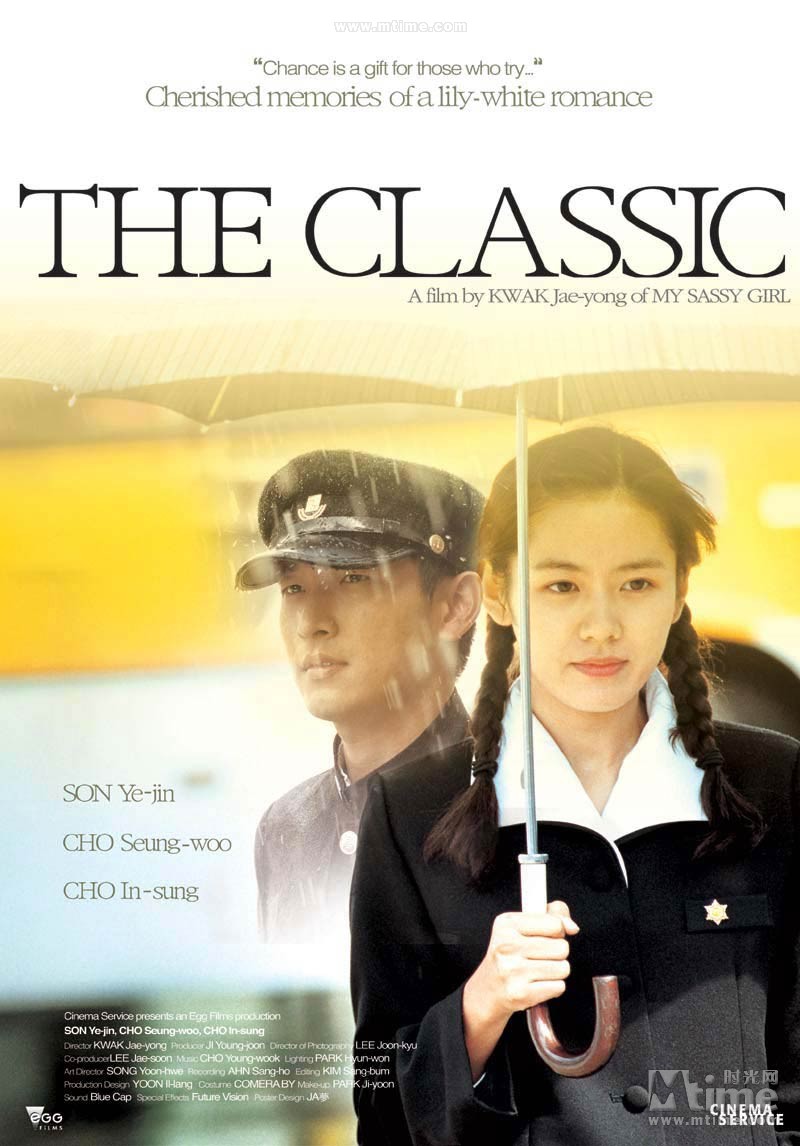 www.mtime.com
“Chance is a gift for those who try...”
Cherished memories of a lily-white romance
THE CLASSIC
A film by KWAK Jae-yong of MY SASSY GIRL
SON Ye-jin
CHO Seung-woo
CHO In-sung
Cinema Service presents an Egg Films production
SON Ye-jin, CHO Seung-woo, CHO In-sung
Director KWAK Jae-yong Producer JI Young-joon Director of Photography LEE Joon-kyu
Co-producer LEE Jae-soon Music CHO Young-wook Lighting PARK Hyun-won
Art Director SONG Yoon-hwe Recording AHN Sang-ho Editing KIM Sang-bum
Production Design YOON Il-lang Costume COMERA BY Make-up PARK Ji-yoon
Sound Blue Cap Special Effects Future Vision Poster Design JA夢
eGG
FILMS
Mtime 时光网
www.mtime
CINEMA
SERVICE